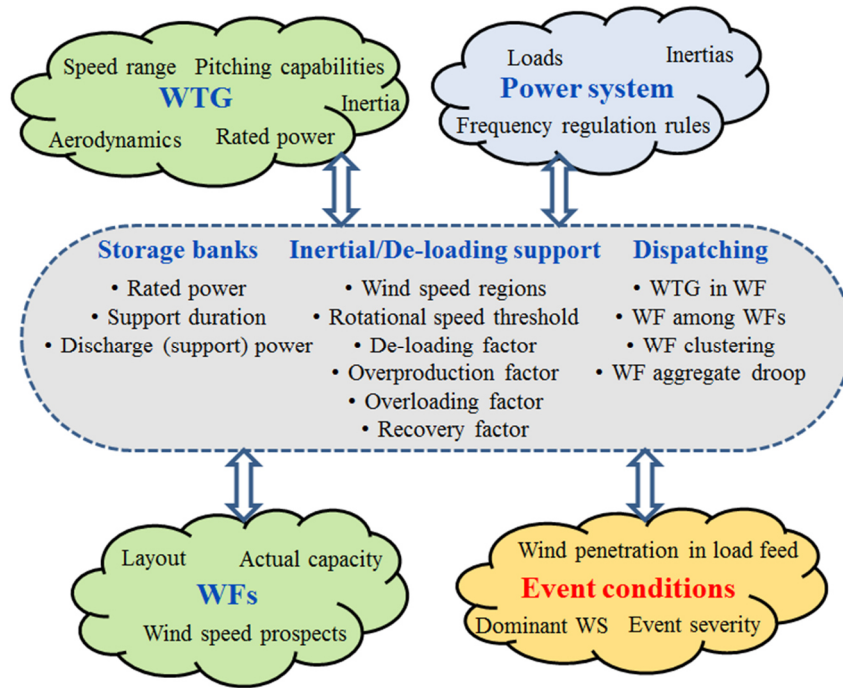 Speed range Pitching capabilities
WTG
Inertia
Aerodynamics Rated power
Loads Inertias
Power system
Frequency regulation rules
Storage banks
• Rated power
• Support duration
• Discharge (support) power
Inertial/De-loading support
• Wind speed regions
• Rotational speed threshold
• De-loading factor
• Overproduction factor
• Overloading factor
• Recovery factor
Dispatching
• WTG in WF
• WF among WFs
• WF clustering
• WF aggregate droop
Layout Actual capacity
WFs
Wind speed prospects
Wind penetration in load feed
Event conditions
Dominant WS Event severity